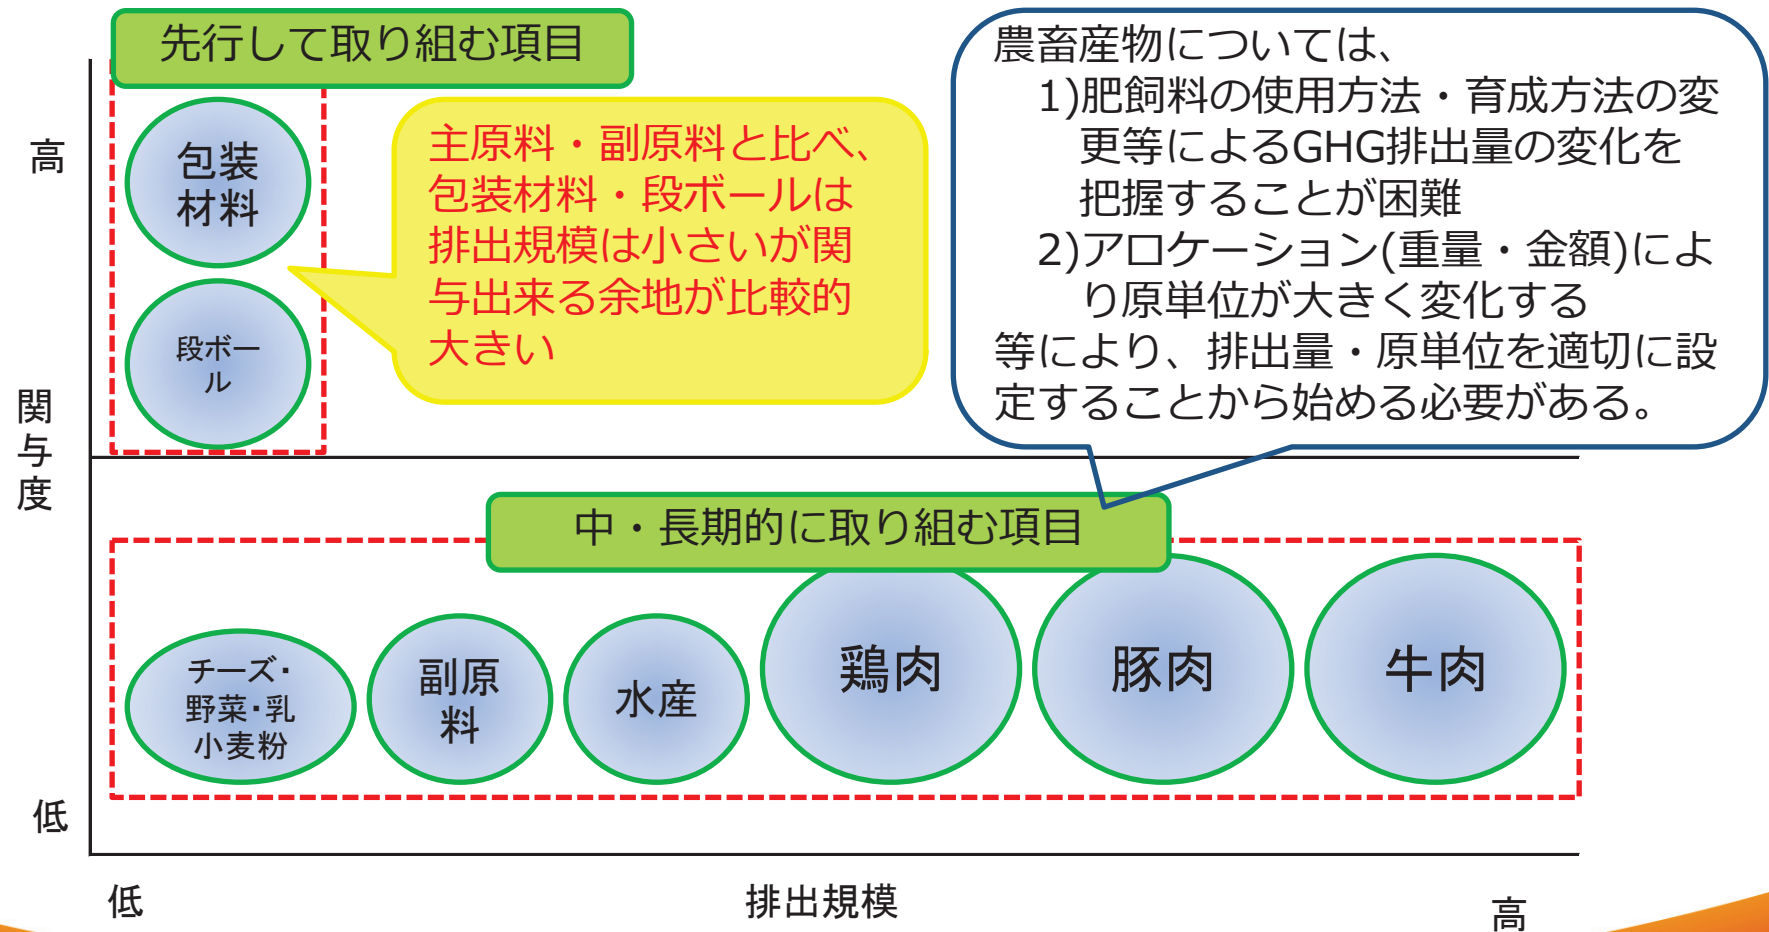 先行して取り組む項目
農畜産物については、
1)肥飼料の使用方法・育成方法の変
更等によるGHG排出量の変化を
把握することが困難
2)アロケーション(重量・金額)によ
り原単位が大きく変化する
等により、排出量・原単位を適切に設
定することから始める必要がある。
高
包装
材料
主原料・副原料と比べ、
包装材料・段ボールは
排出規模は小さいが関
与出来る余地が比較的
大きい
段ボー
ル
関与度
中・長期的に取り組む項目
チーズ・
野菜・乳
小麦粉
副原
料
水産
鶏肉
豚肉
牛肉
低
低
排出規模
高